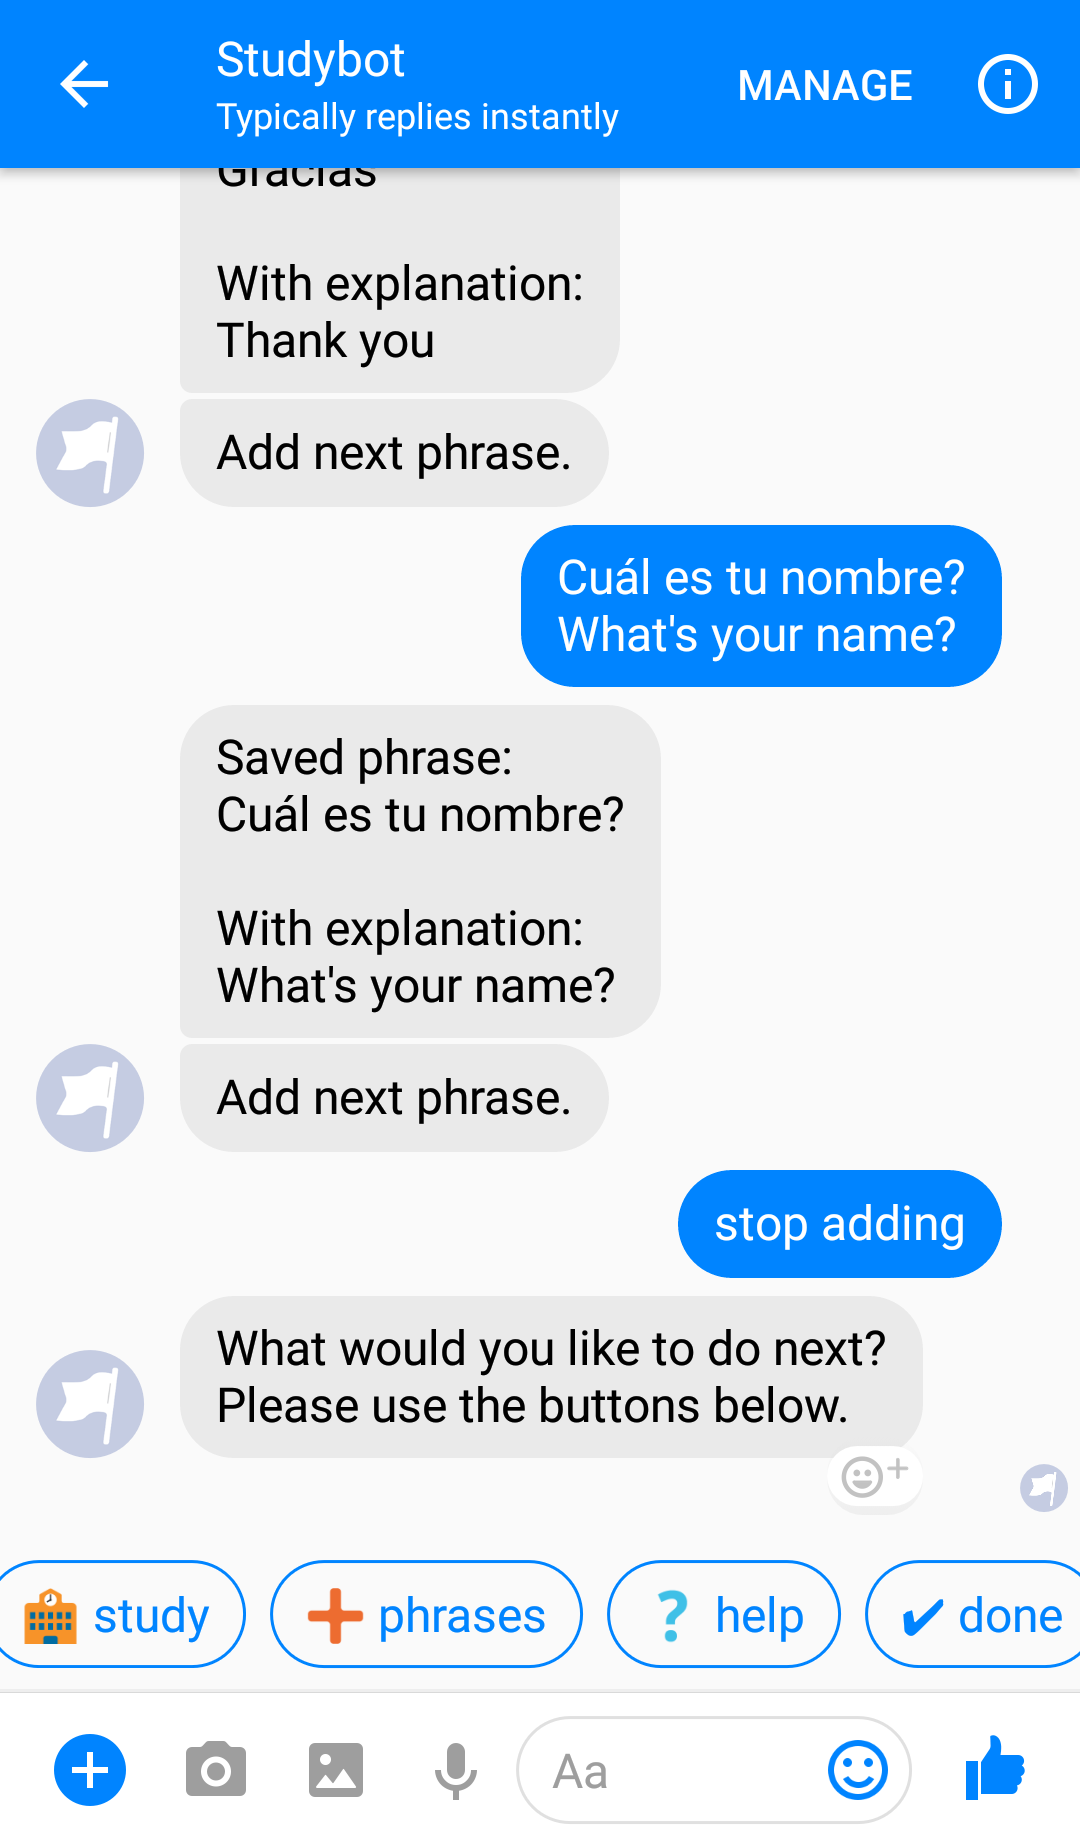 Studybot
Typically replies instantly
MANAGE
Gracias
With explanation:
Thank you
Add next phrase.
Cuál es tu nombre?
What's your name?
Saved phrase:
Cuál es tu nombre?
With explanation:
What's your name?
Add next phrase.
stop adding
What would you like to do next?
Please use the buttons below.
study
phrases
help
done
Aa